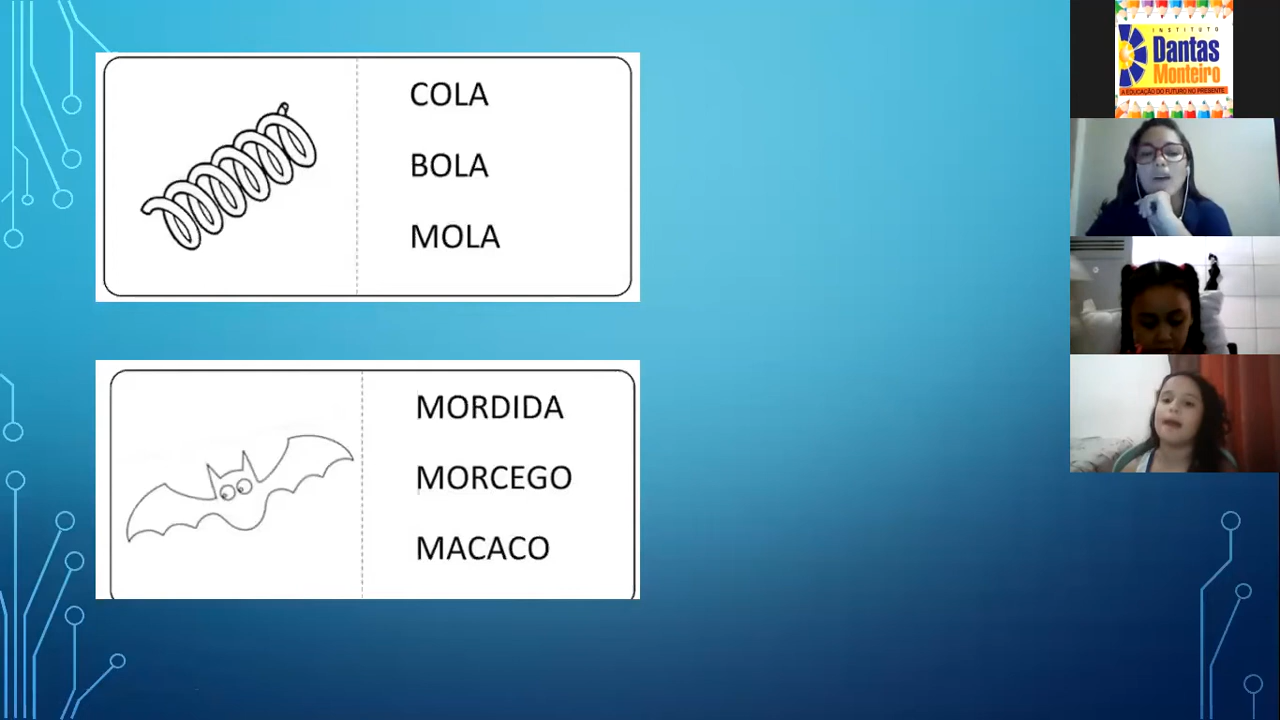 COLA
BOLA
MOLA
MORDIDA
MORCEGO
MACACO
INSTITUTO
Dantas
Monteiro
A EDUCAÇÃO DO FUTURO NO PRESENTE